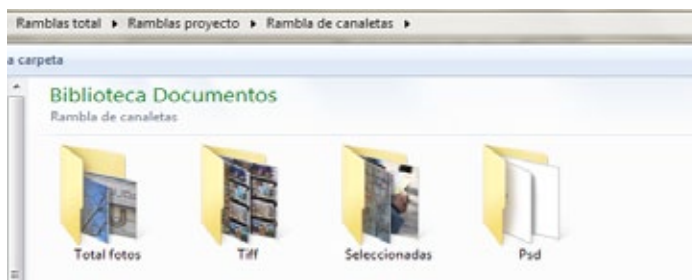 Ramblas total ▸ Ramblas proyecto ▸ Rambla de canaletas ▸
a carpeta
Biblioteca Documentos
Rambla de canaletas
Total fotos Tiff Seleccionadas Psd